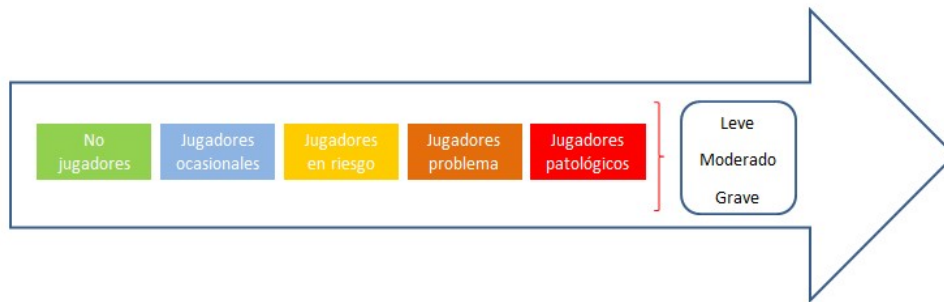 No
jugadores
Jugadores
ocasionales
Jugadores
en riesgo
Jugadores
problema
Jugadores
patológicos
Leve
Moderado
Grave